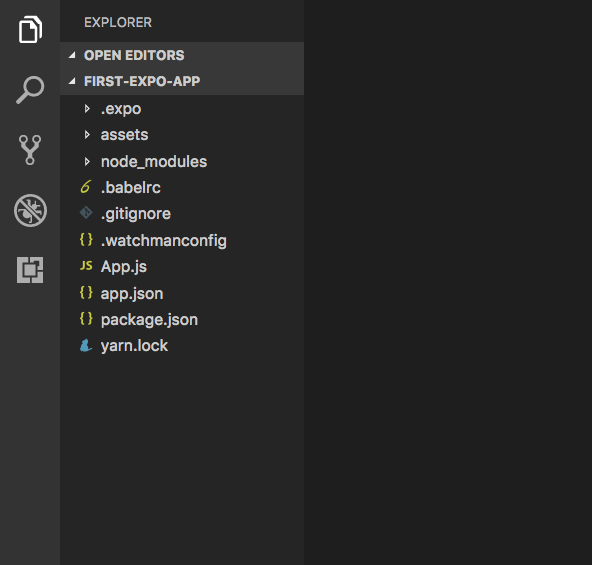 EXPLORER
OPEN EDITORS
FIRST-EXPO-APP
.expo
assets
node_modules
.babelrc
.gitignore
{ } .watchmanconfig
JS App.js
{ } app.json
{ } package.json
yarn.lock